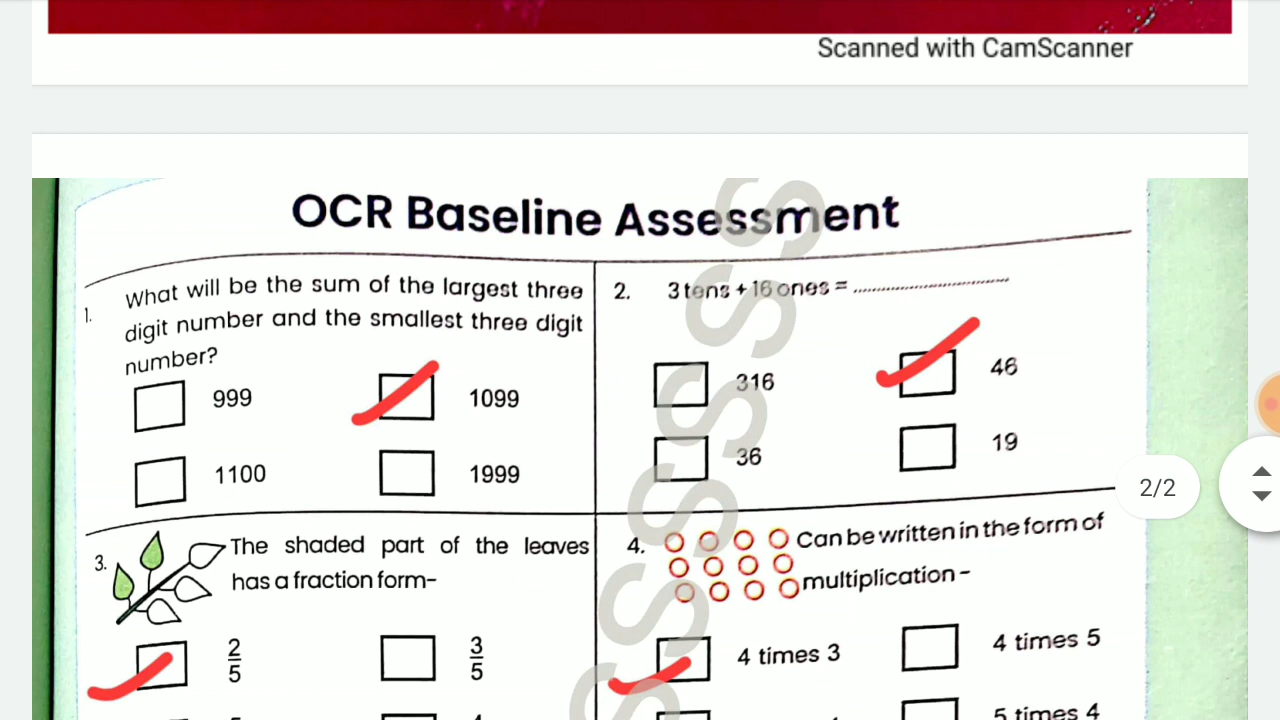 Scanned with CamScanner
OCR Baseline Assessment
1. What will be the sum of the largest three
digit number and the smallest three digit
number?
999 1099
1100 1999
2. 3 tens + 16 ones = ..............................
316 46
36 19
3. The shaded part of the leaves
has a fraction form-
2/5 3/5
4. Can be written in the form of
multiplication -
4 times 3 4 times 5
5 times 4
2/2
SSSSSS